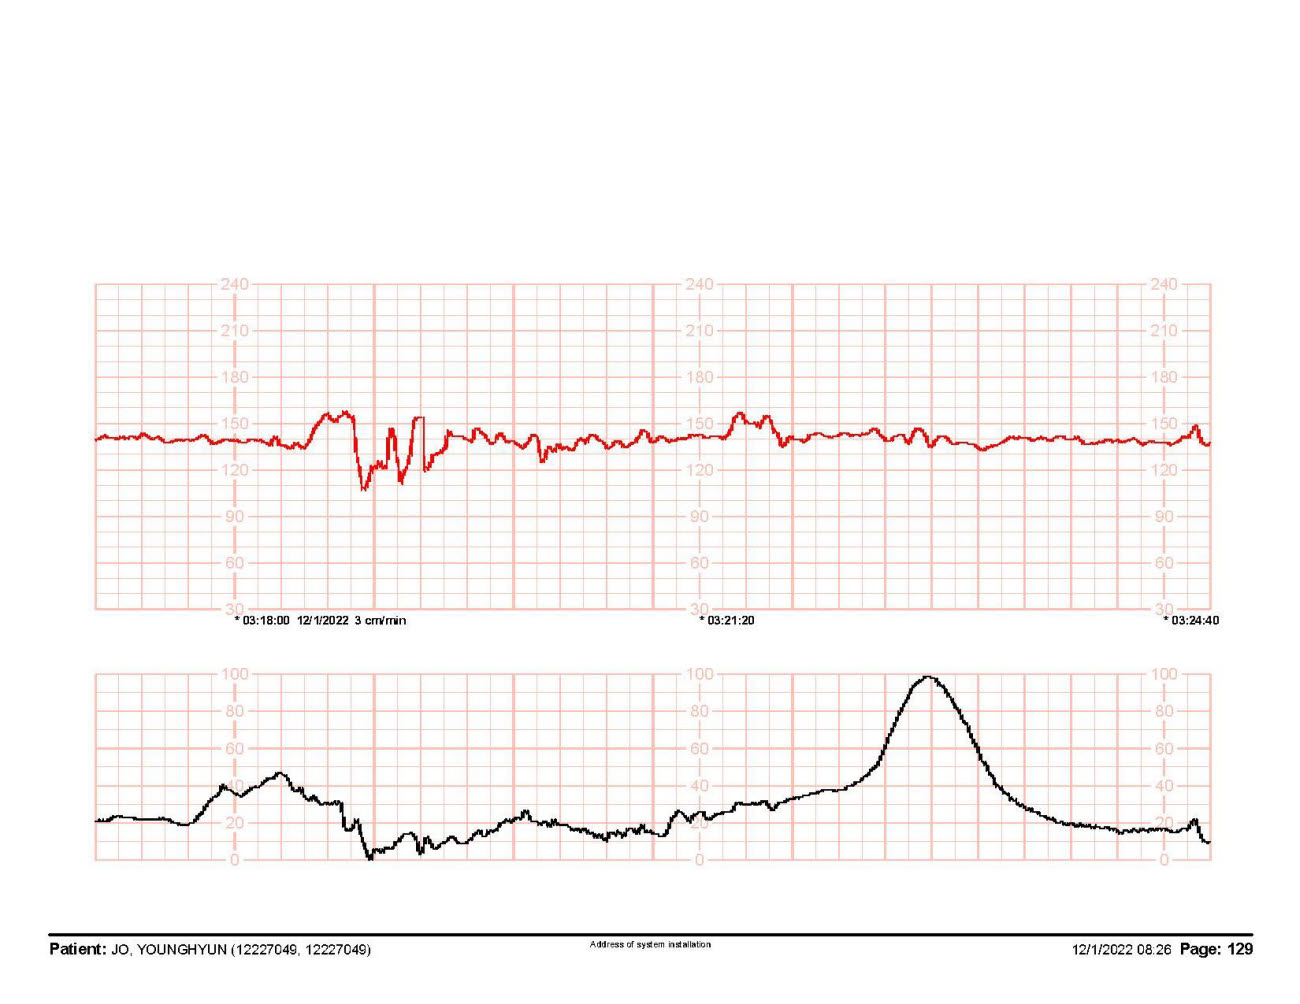 240 240 240
210 210 210
180 180 180
150 150 150
120 120 120
90 90 90
60 60 60
30 30 30
* 03:18:00 12/1/2022 3 cm/min * 03:21:20 * 03:24:40
100 100 100
80 80 80
60 60 60
40 40 40
20 20 20
0 0 0
Patient: JO, YOUNGHYUN (12227049, 12227049) Address of system installation 12/1/2022 08:26 Page: 129